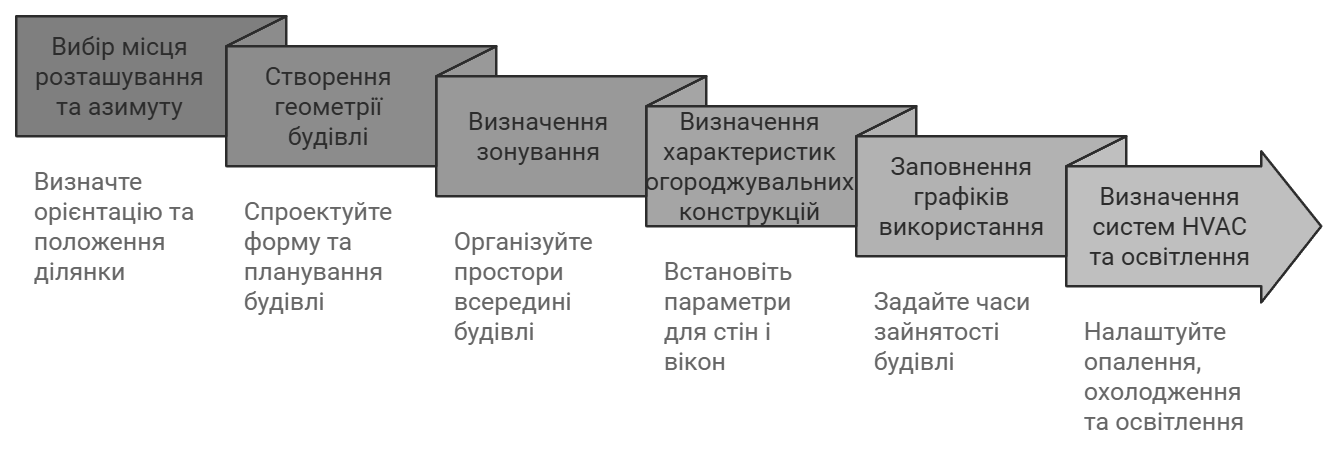 Вибір місця
розташування
та азимуту
Визначте
орієнтацію та
положення
ділянки
Створення
геометрії
будівлі
Спроектуйте
форму та
планування
будівлі
Визначення
зонування
Організуйте
простори
всередині
будівлі
Визначення
характеристик
огороджувальних
конструкцій
Встановіть
параметри
для стін і
вікон
Заповнення
графіків
використання
Задайте часи
зайнятості
будівлі
Визначення
систем HVAC
та освітлення
Налаштуйте
опалення,
охолодження
та освітлення